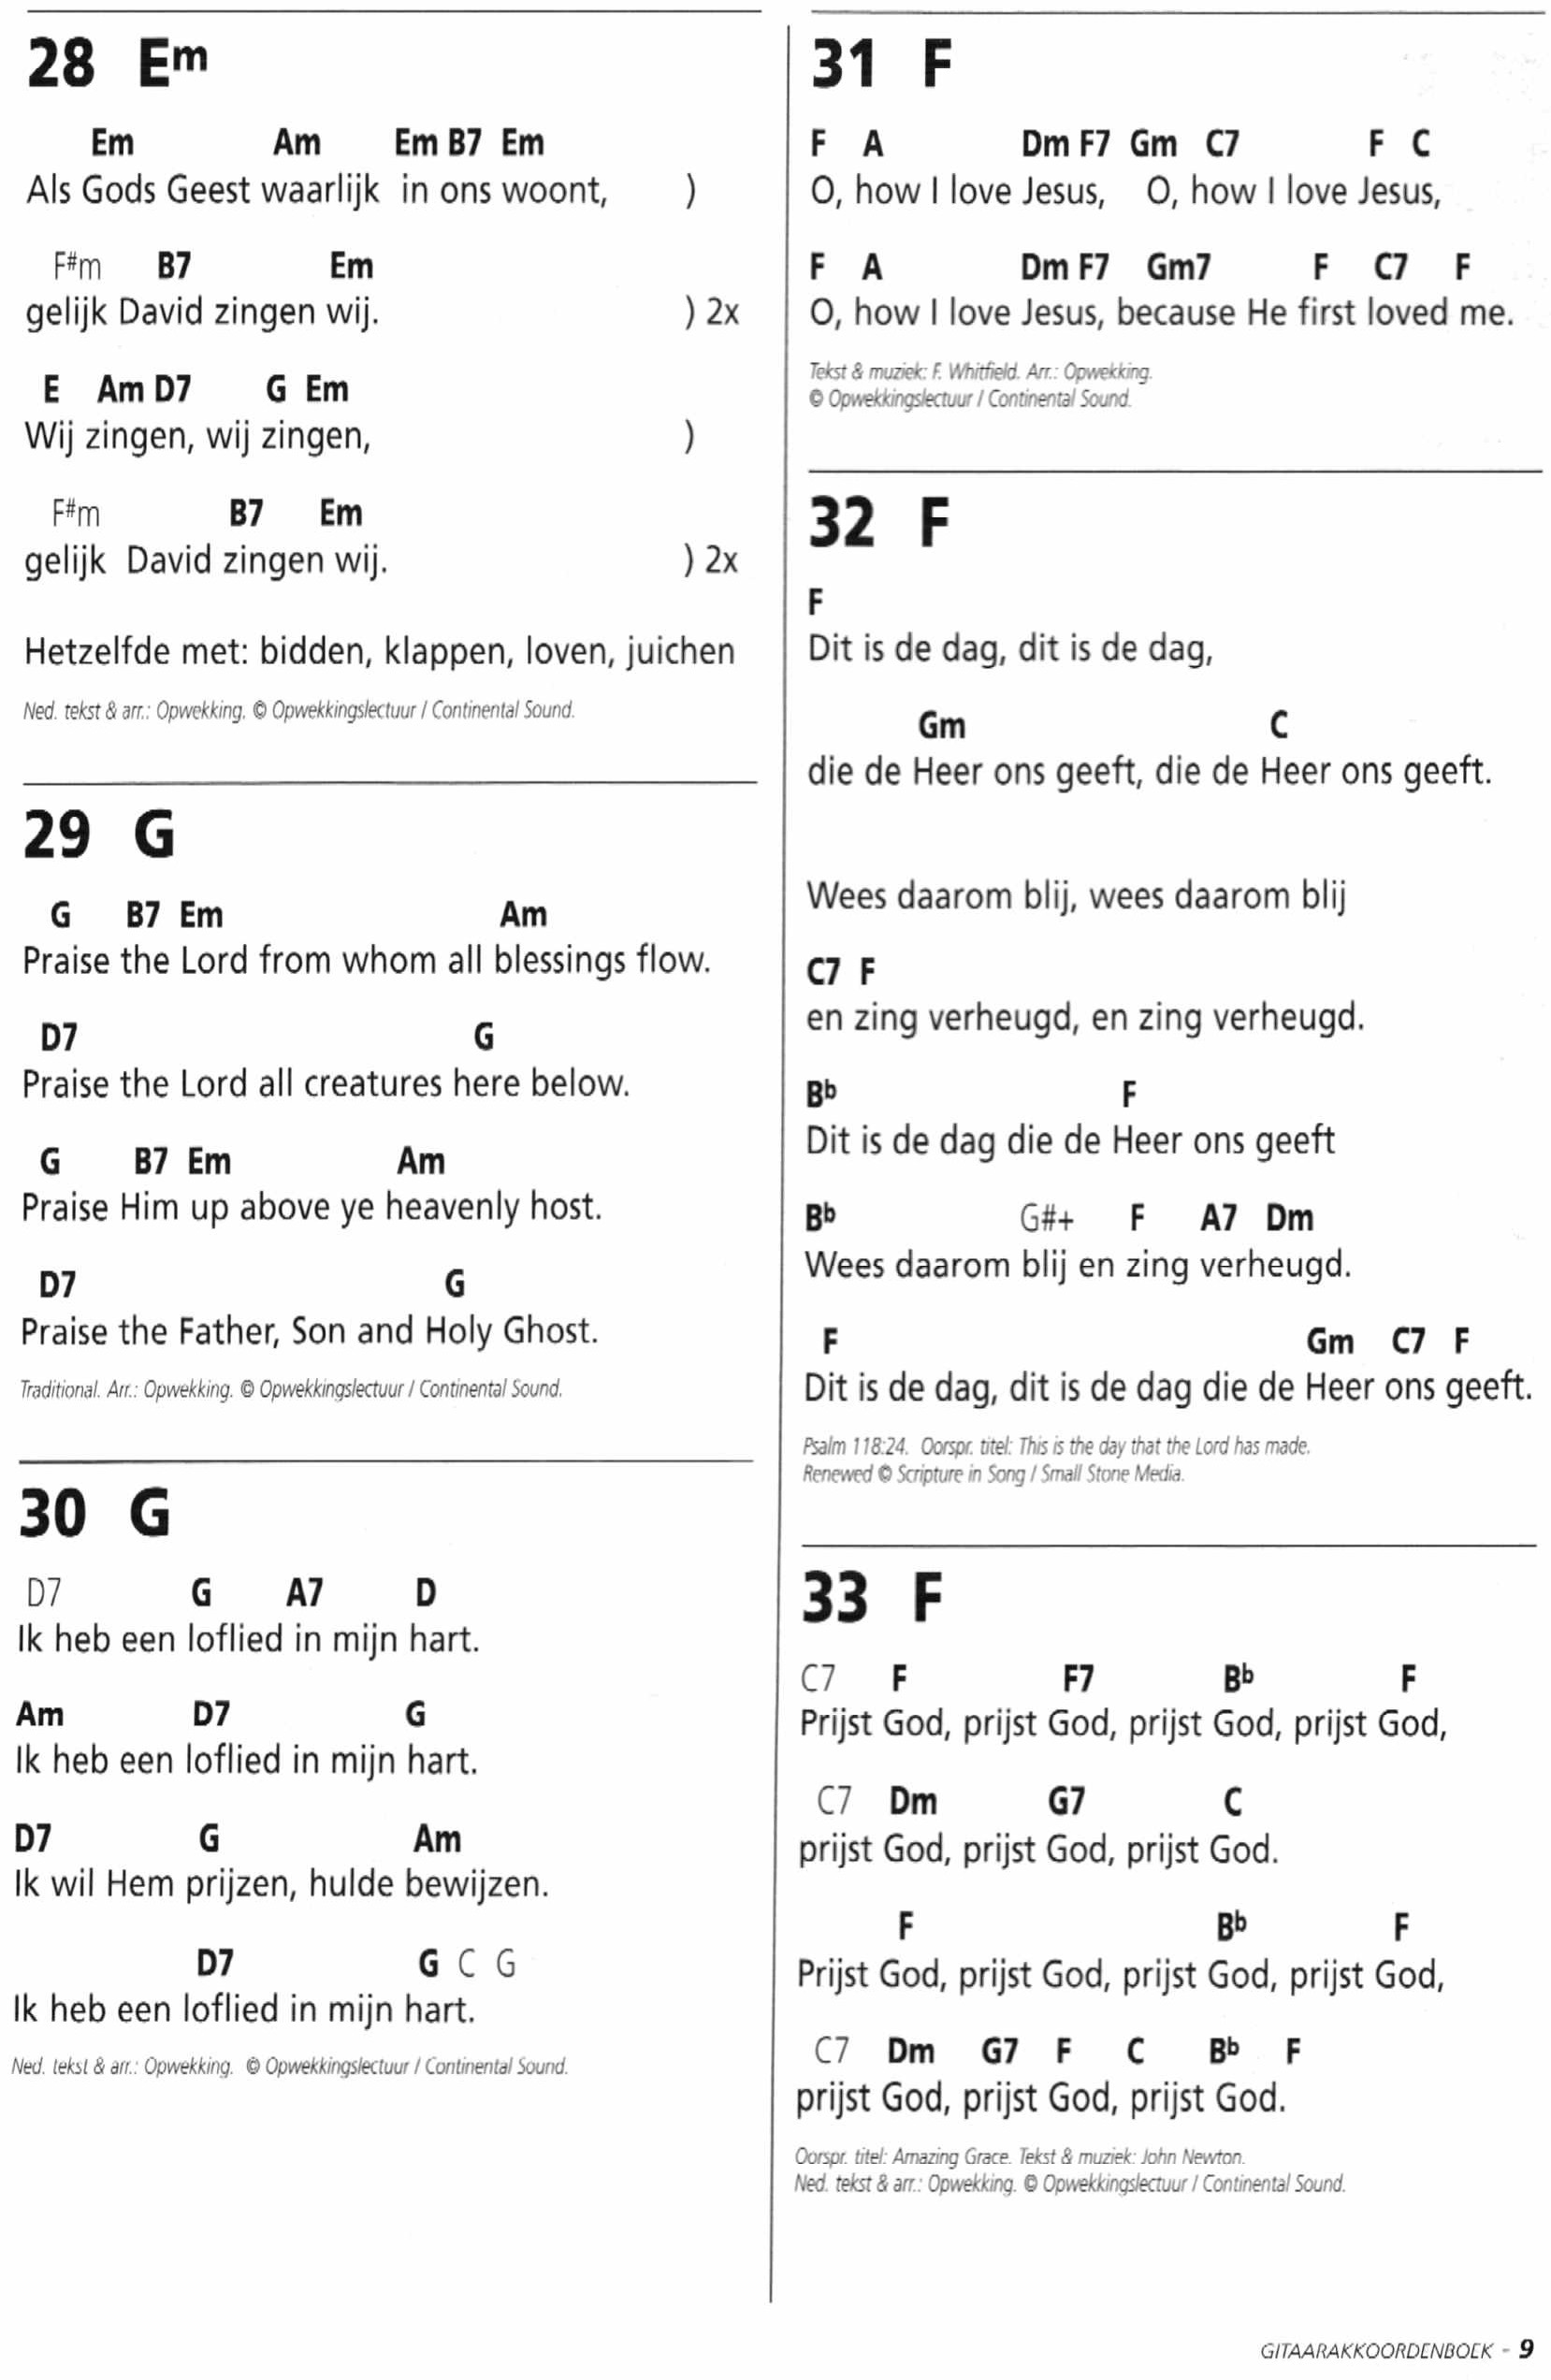 28 Em
Em Am Em B7 Em
Als Gods Geest waarlijk in ons woont, )
F#m B7 Em
gelijk David zingen wij. ) 2x
E Am D7 G Em
Wij zingen, wij zingen, )
F#m B7 Em
gelijk David zingen wij. ) 2x
Hetzelfde met: bidden, klappen, loven, juichen
Ned. tekst & arr.: Opwekking. © Opwekkingslectuur / Continental Sound.
29 G
G B7 Em Am
Praise the Lord from whom all blessings flow.
D7 G
Praise the Lord all creatures here below.
G B7 Em Am
Praise Him up above ye heavenly host.
D7 G
Praise the Father, Son and Holy Ghost.
Traditional. Arr.: Opwekking. © Opwekkingslectuur / Continental Sound.
30 G
D7 G A7 D
Ik heb een loflied in mijn hart.
Am D7 G
Ik heb een loflied in mijn hart.
D7 G Am
Ik wil Hem prijzen, hulde bewijzen.
D7 G C G
Ik heb een loflied in mijn hart.
Ned. tekst & arr.: Opwekking. © Opwekkingslectuur / Continental Sound.
31 F
F A Dm F7 Gm C7 F C
O, how I love Jesus, O, how I love Jesus,
F A Dm F7 Gm7 F C7 F
O, how I love Jesus, because He first loved me.
Tekst & muziek: F. Whitfield. Arr.: Opwekking.
© Opwekkingslectuur / Continental Sound.
32 F
F
Dit is de dag, dit is de dag,
Gm C
die de Heer ons geeft, die de Heer ons geeft.
Wees daarom blij, wees daarom blij
C7 F
en zing verheugd, en zing verheugd.
Bb F
Dit is de dag die de Heer ons geeft
Bb G#+ F A7 Dm
Wees daarom blij en zing verheugd.
F Gm C7 F
Dit is de dag, dit is de dag die de Heer ons geeft.
Psalm 118:24. Oorspr. titel: This is the day that the Lord has made.
Renewed © Scripture in Song / Small Stone Media.
33 F
C7 F F7 Bb F
Prijst God, prijst God, prijst God, prijst God,
C7 Dm G7 C
prijst God, prijst God, prijst God.
F Bb F
Prijst God, prijst God, prijst God, prijst God,
C7 Dm G7 F C Bb F
prijst God, prijst God, prijst God.
Oorspr. titel: Amazing Grace. Tekst & muziek: John Newton.
Ned. tekst & arr.: Opwekking. © Opwekkingslectuur / Continental Sound.
GITAARAKKOORDENBOEK - 9